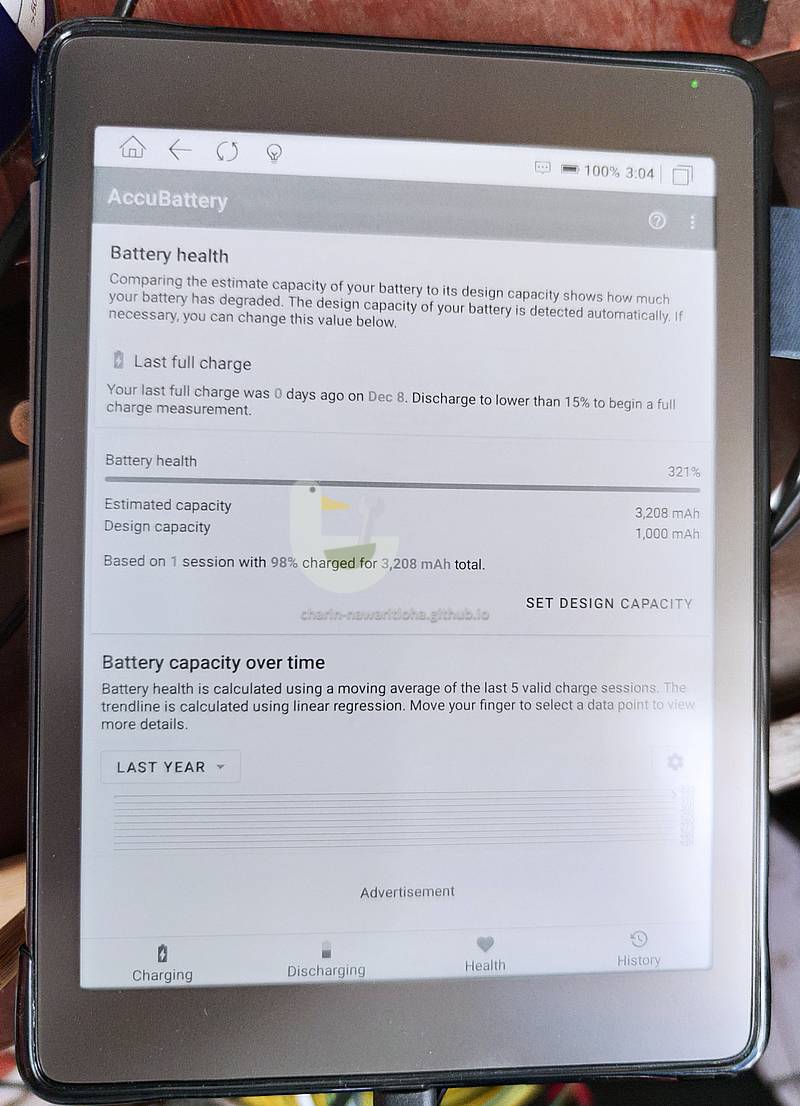 100% 3:04
AccuBattery
Battery health
Comparing the estimate capacity of your battery to its design capacity shows how much
your battery has degraded. The design capacity of your battery is detected automatically. If
necessary, you can change this value below.
Last full charge
Your last full charge was 0 days ago on Dec 8. Discharge to lower than 15% to begin a full
charge measurement.
Battery health 321%
Estimated capacity 3,208 mAh
Design capacity 1,000 mAh
Based on 1 session with 98% charged for 3,208 mAh total.
SET DESIGN CAPACITY
charin-nawaritloha.github.io
Battery capacity over time
Battery health is calculated using a moving average of the last 5 valid charge sessions. The
trendline is calculated using linear regression. Move your finger to select a data point to view
more details.
LAST YEAR
Advertisement
Charging Discharging Health History